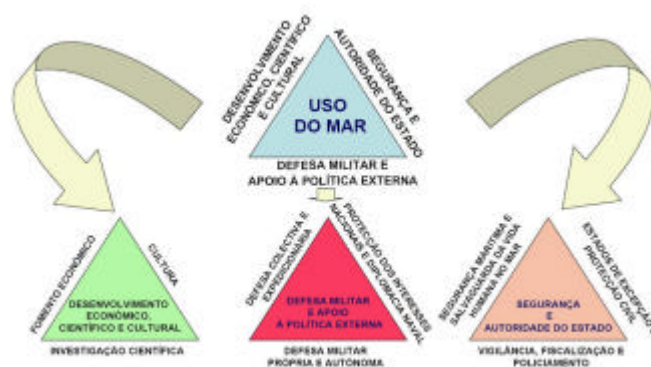 DESENVOLVIMENTO
ECONÓMICO, CIENTÍFICO
E CULTURAL
SEGURANÇA E
AUTORIDADE DO ESTADO
USO
DO MAR
DEFESA MILITAR E
APOIO À POLÍTICA EXTERNA
FOMENTO ECONÓMICO
CULTURA
DESENVOLVIMENTO
ECONÓMICO,
CIENTÍFICO E CULTURAL
INVESTIGAÇÃO CIENTÍFICA
DEFESA COLECTIVA E
EXPEDICIONÁRIA
PROTECÇÃO DOS INTERESSES
NACIONAIS E DIPLOMACIA NAVAL
DEFESA MILITAR
E APOIO
À POLÍTICA EXTERNA
DEFESA MILITAR
PRÓPRIA E AUTÓNOMA
SEGURANÇA MARÍTIMA E
SALVAGUARDA DA VIDA
HUMANA NO MAR
ESTADOS DE EXCEPÇÃO E
PROTECÇÃO CIVIL
SEGURANÇA
E
AUTORIDADE DO ESTADO
VIGILÂNCIA, FISCALIZAÇÃO E
POLICIAMENTO